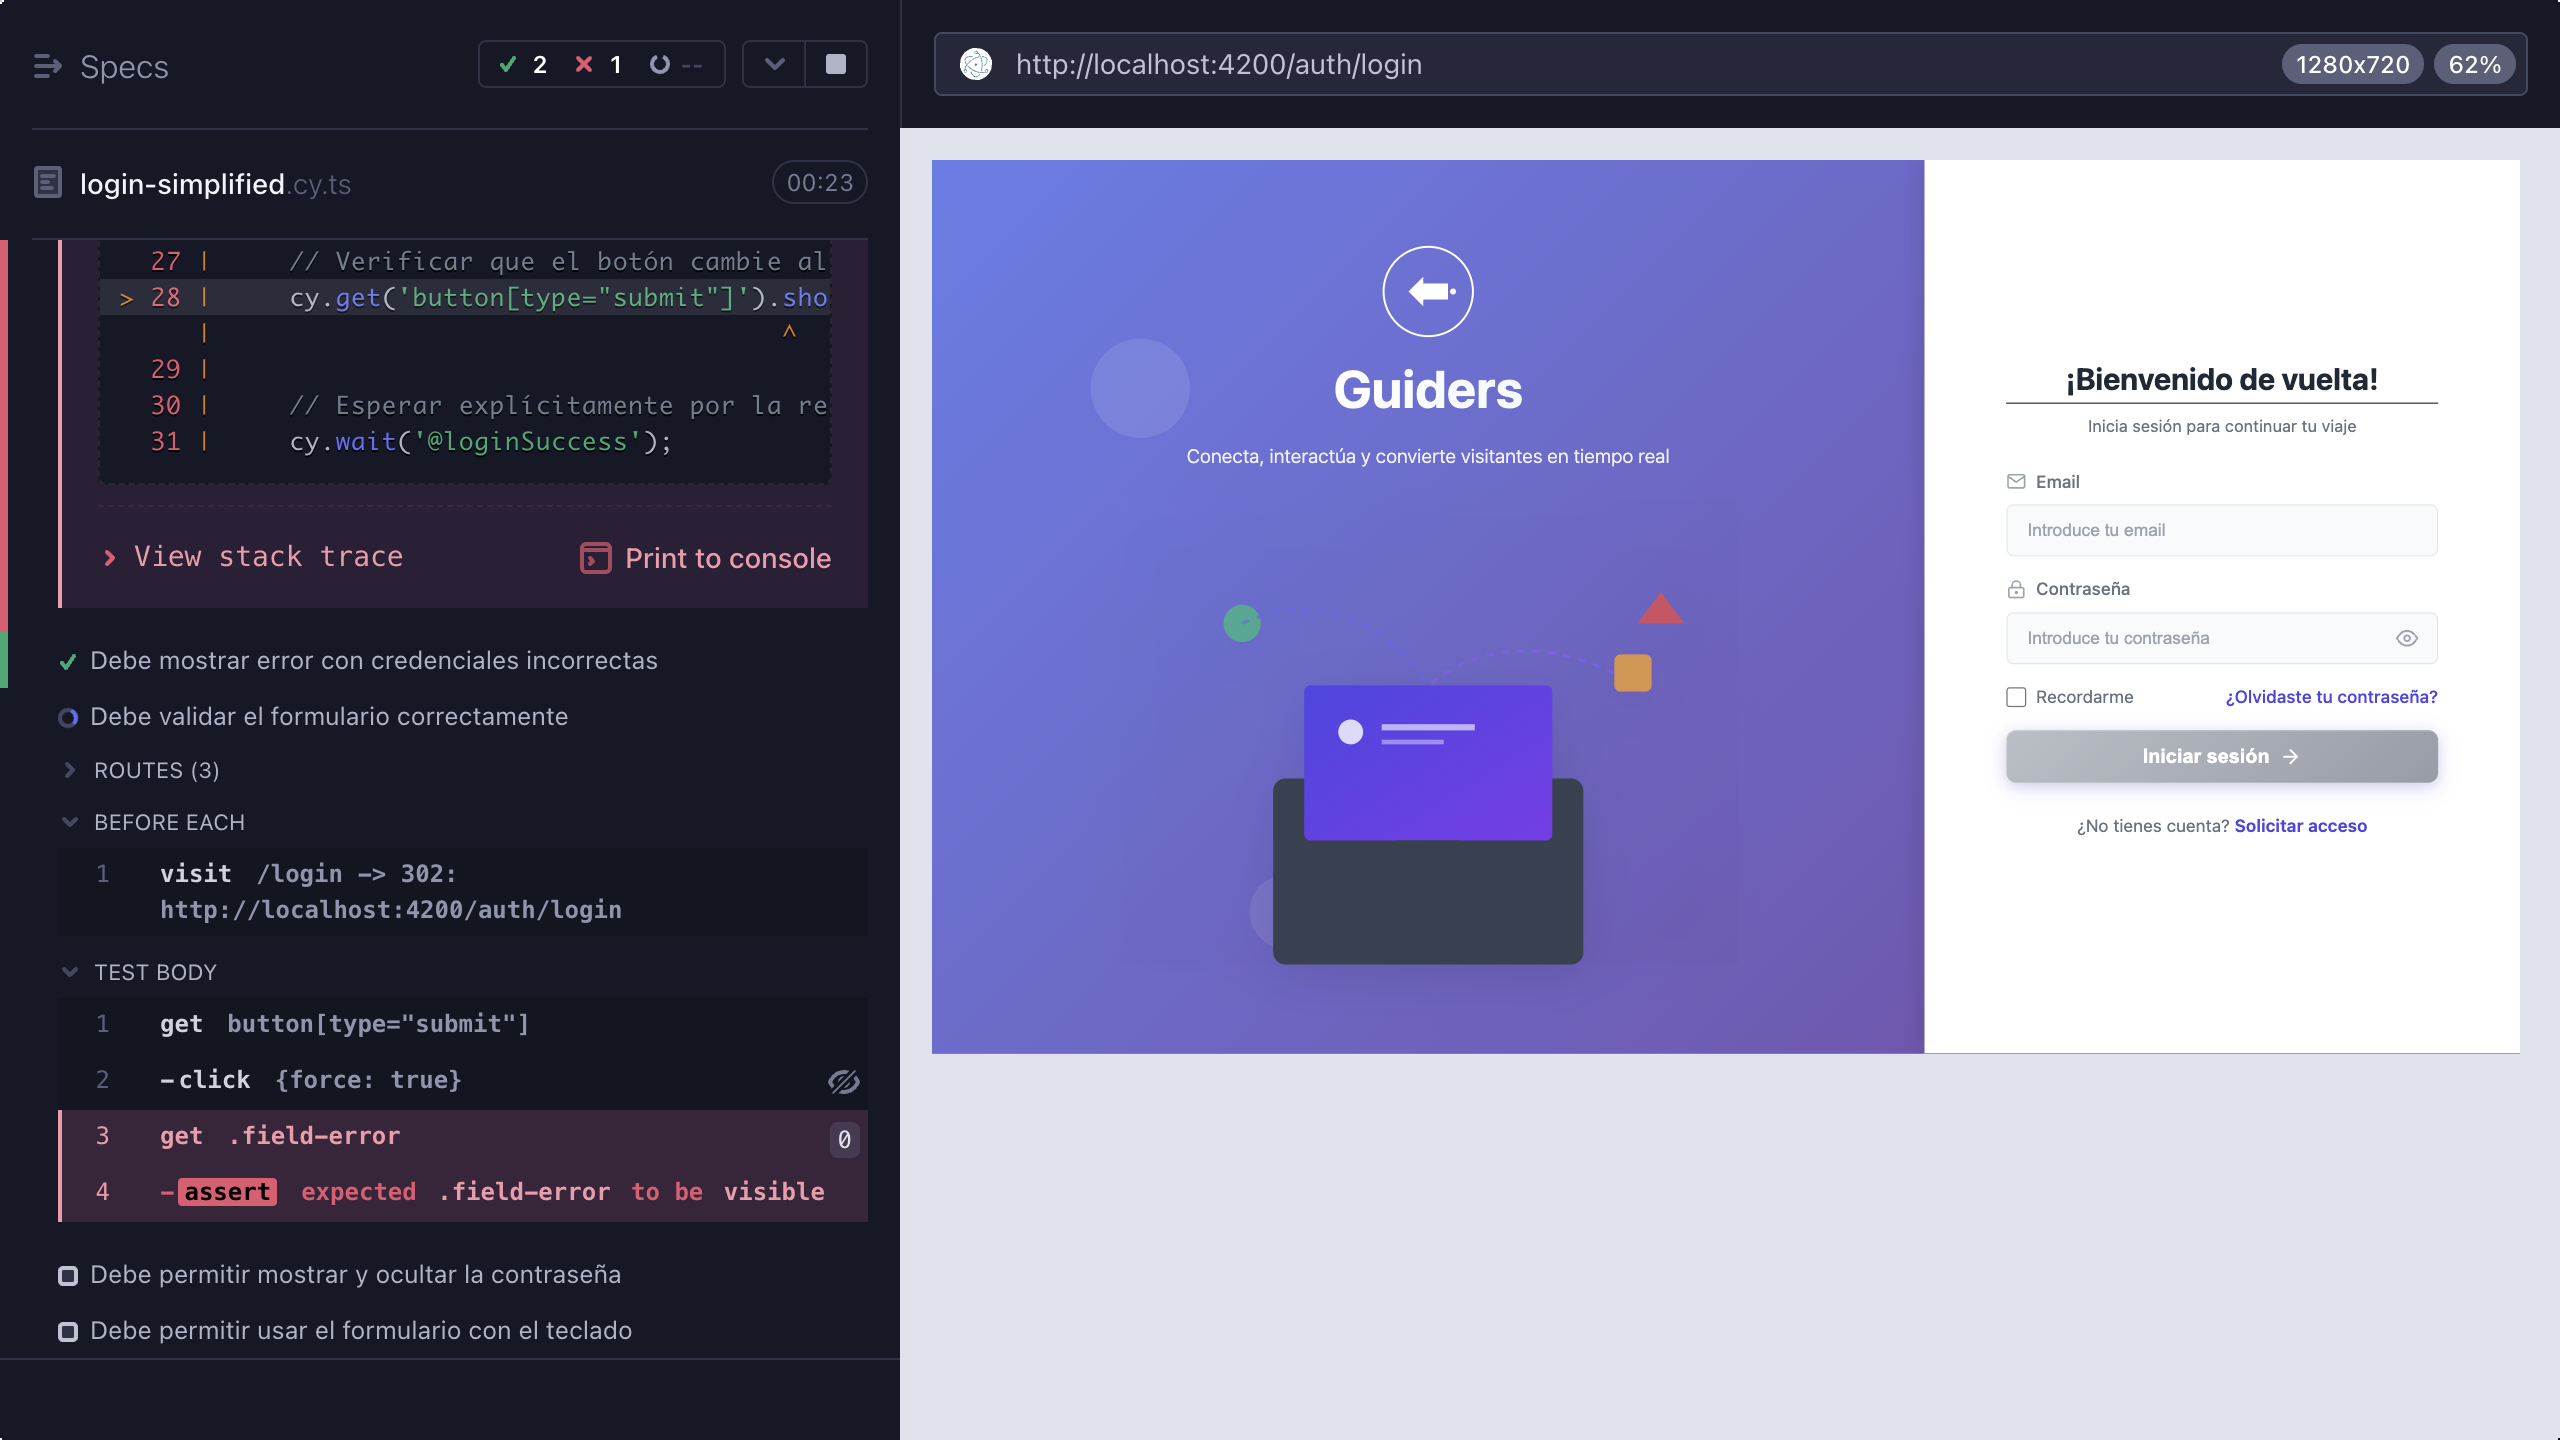 Specs
2
1
--
login-simplified.cy.ts
00:23
27 | // Verificar que el botón cambie al
> 28 | cy.get('button[type="submit"]').sho
| ^
29 |
30 | // Esperar explícitamente por la re
31 | cy.wait('@loginSuccess');
View stack trace
Print to console
Debe mostrar error con credenciales incorrectas
Debe validar el formulario correctamente
ROUTES (3)
BEFORE EACH
1 visit /login -> 302:
http://localhost:4200/auth/login
TEST BODY
1 get button[type="submit"]
2 -click {force: true}
3 get .field-error 0
4 -assert expected .field-error to be visible
Debe permitir mostrar y ocultar la contraseña
Debe permitir usar el formulario con el teclado
http://localhost:4200/auth/login
1280x720
62%
Guiders
Conecta, interactúa y convierte visitantes en tiempo real
¡Bienvenido de vuelta!
Inicia sesión para continuar tu viaje
Email
Introduce tu email
Contraseña
Introduce tu contraseña
Recordarme
¿Olvidaste tu contraseña?
Iniciar sesión →
¿No tienes cuenta? Solicitar acceso